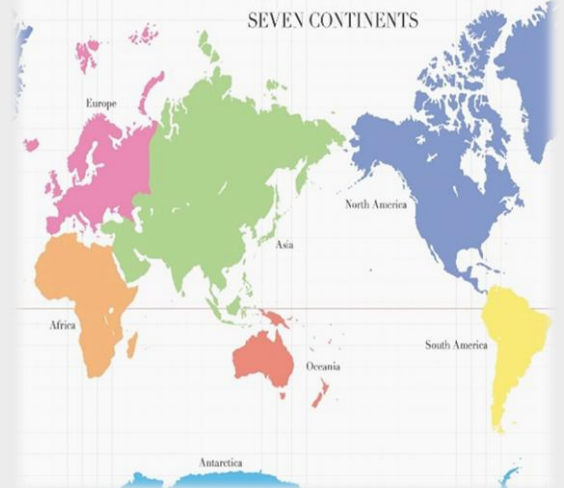 SEVEN CONTINENTS
Europe
North America
Asia
Africa
South America
Oceania
Antarctica